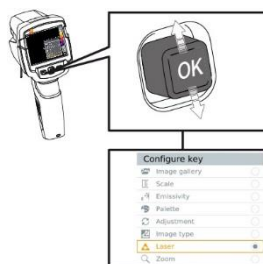 OK
Configure key
Image gallery
Scale
Emissivity
Palette
Adjustment
Image type
Laser
Zoom